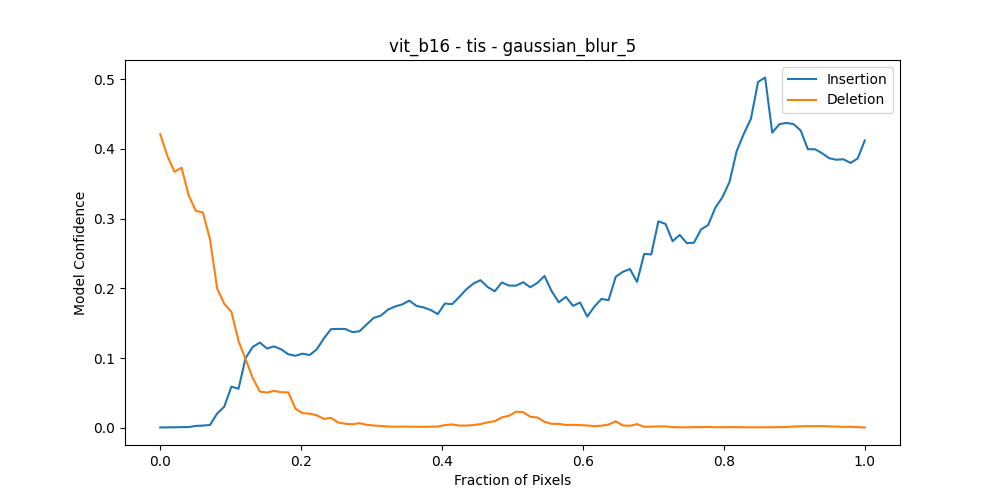 vit_b16 - tis - gaussian_blur_5
Insertion
Deletion
Model Confidence
0.5
0.4
0.3
0.2
0.1
0.0
0.0 0.2 0.4 0.6 0.8 1.0
Fraction of Pixels